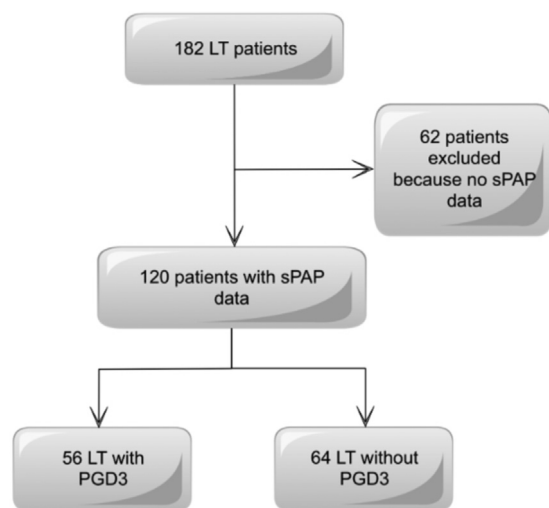 182 LT patients
62 patients
excluded
because no sPAP
data
120 patients with sPAP
data
56 LT with
PGD3
64 LT without
PGD3